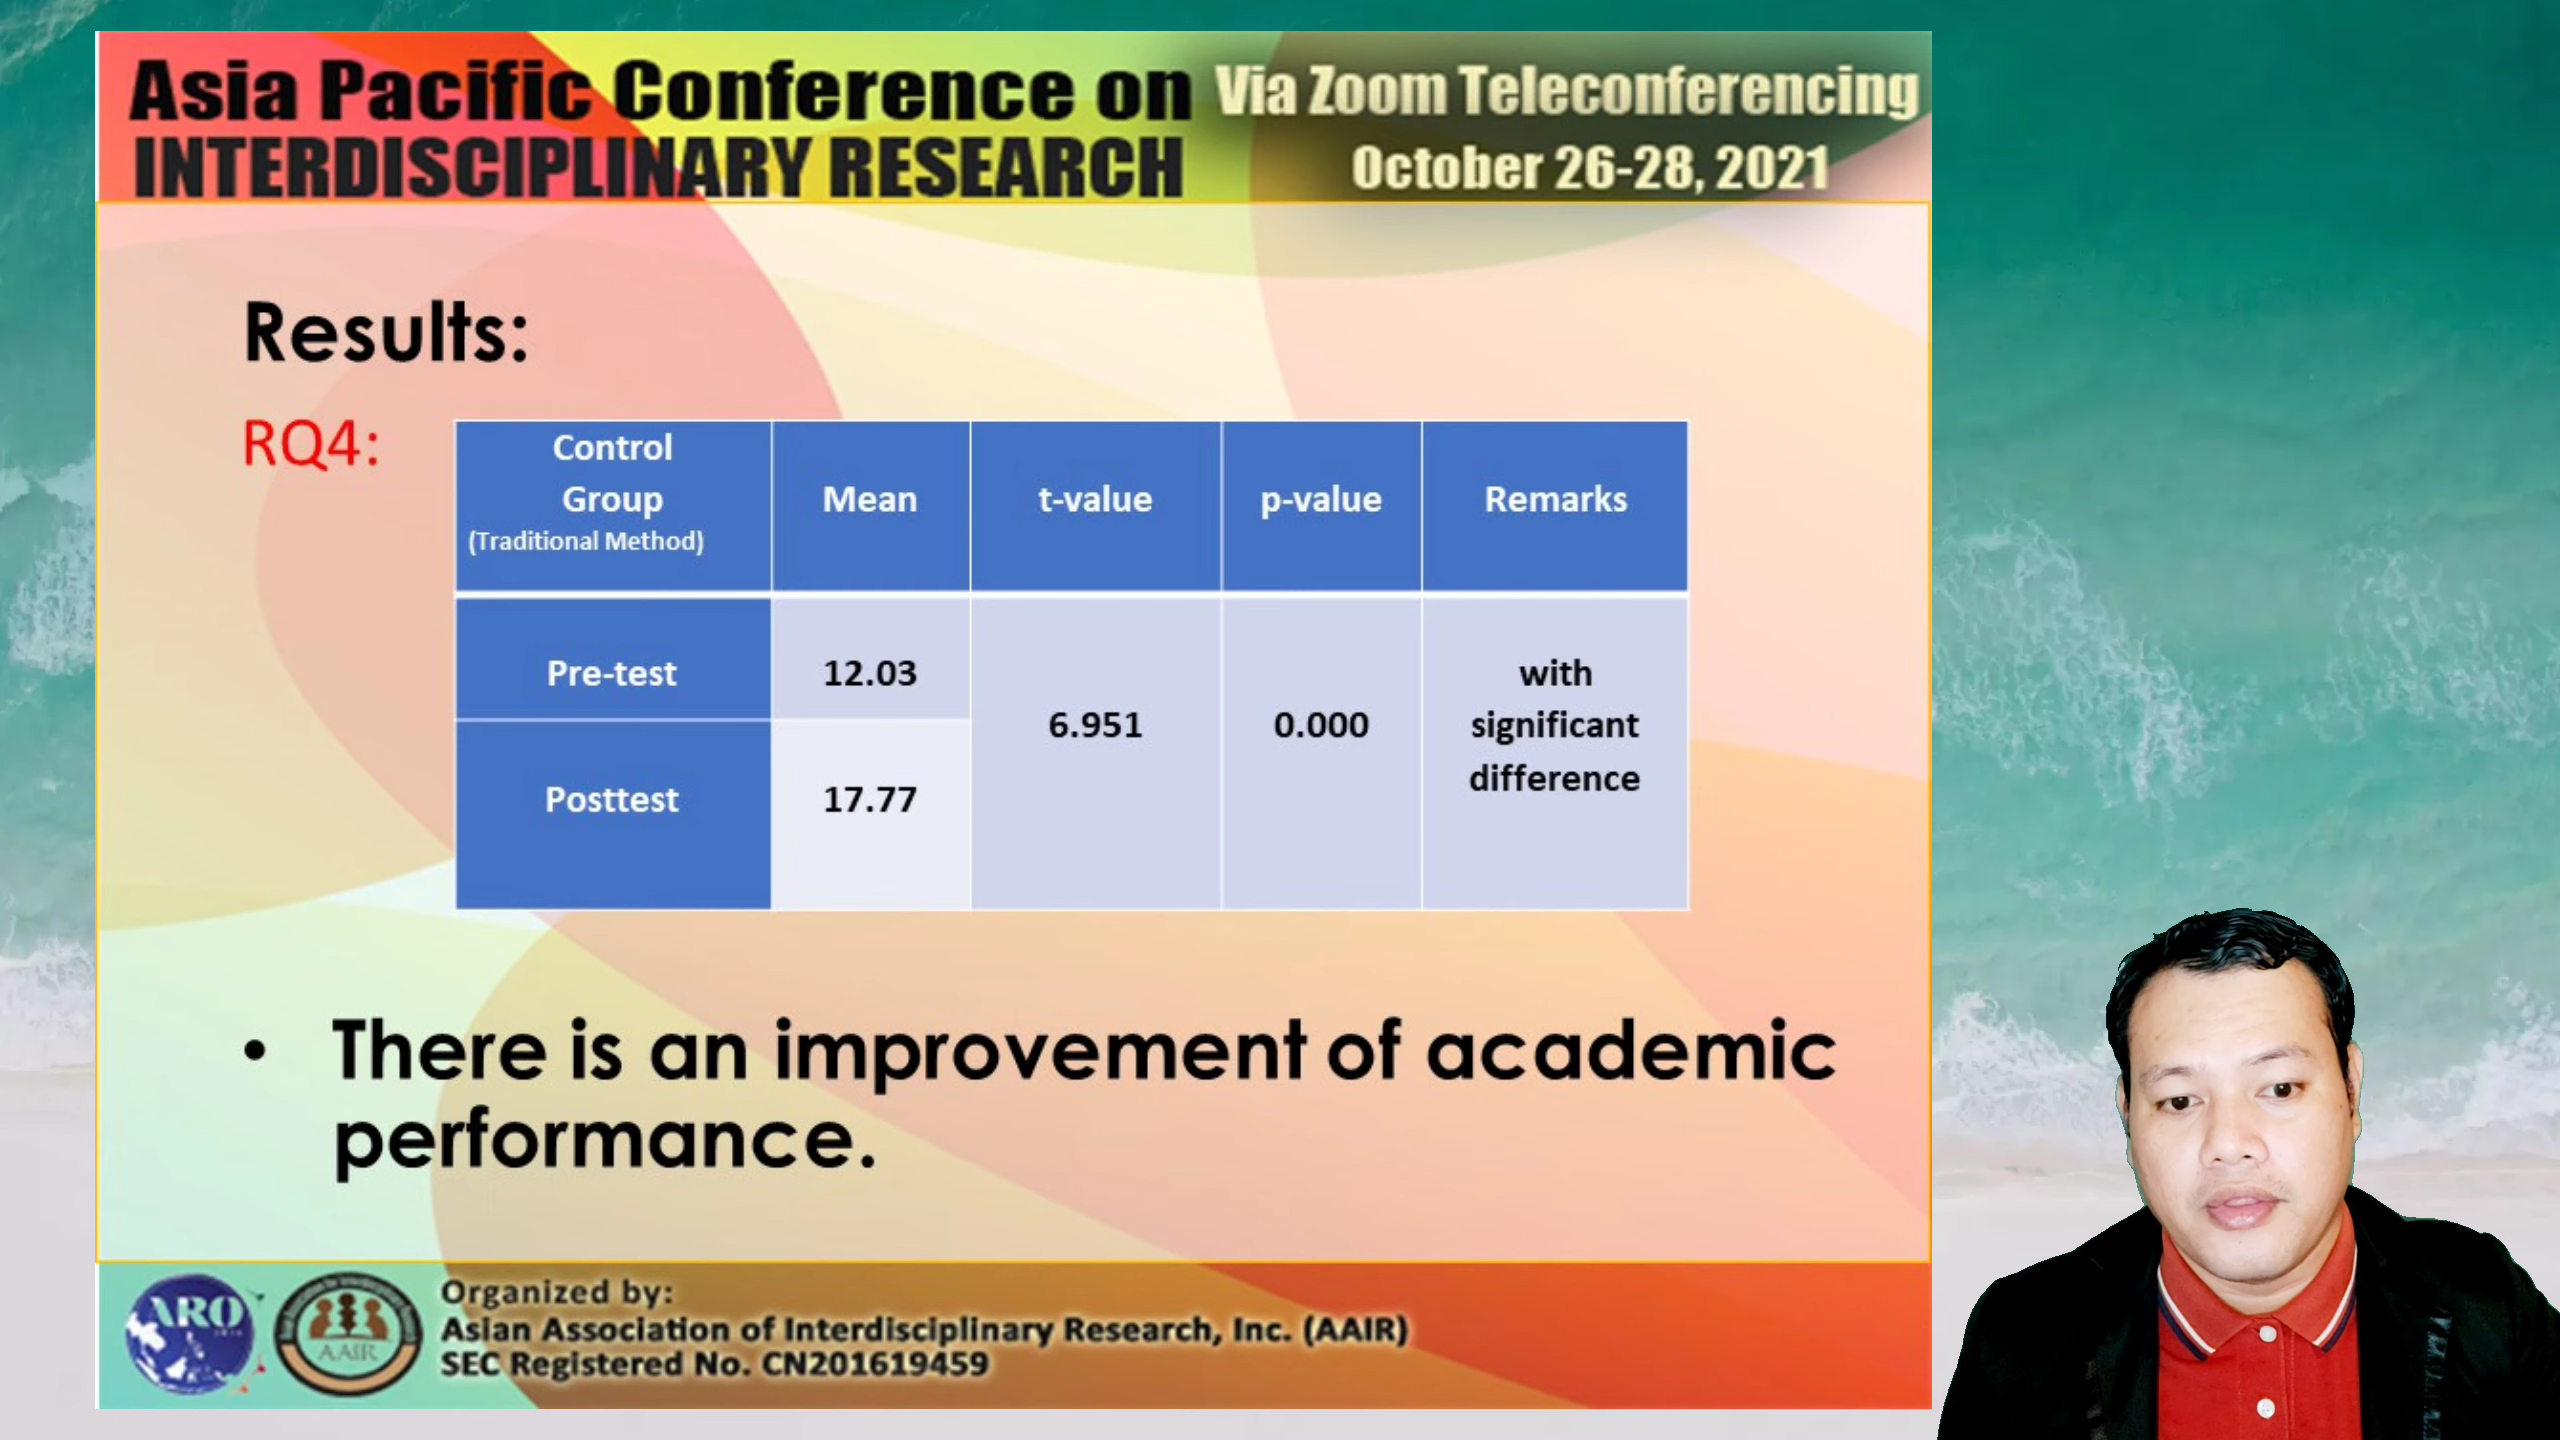 Asia Pacific Conference on
INTERDISCIPLINARY RESEARCH
Via Zoom Teleconferencing
October 26-28, 2021
Results:
RQ4:
Control
Group
(Traditional Method)
Mean
t-value
p-value
Remarks
Pre-test
12.03
6.951
0.000
with
significant
difference
Posttest
17.77
• There is an improvement of academic
performance.
ARO
AAIR
Organized by:
Asian Association of Interdisciplinary Research, Inc. (AAIR)
SEC Registered No. CN201619459